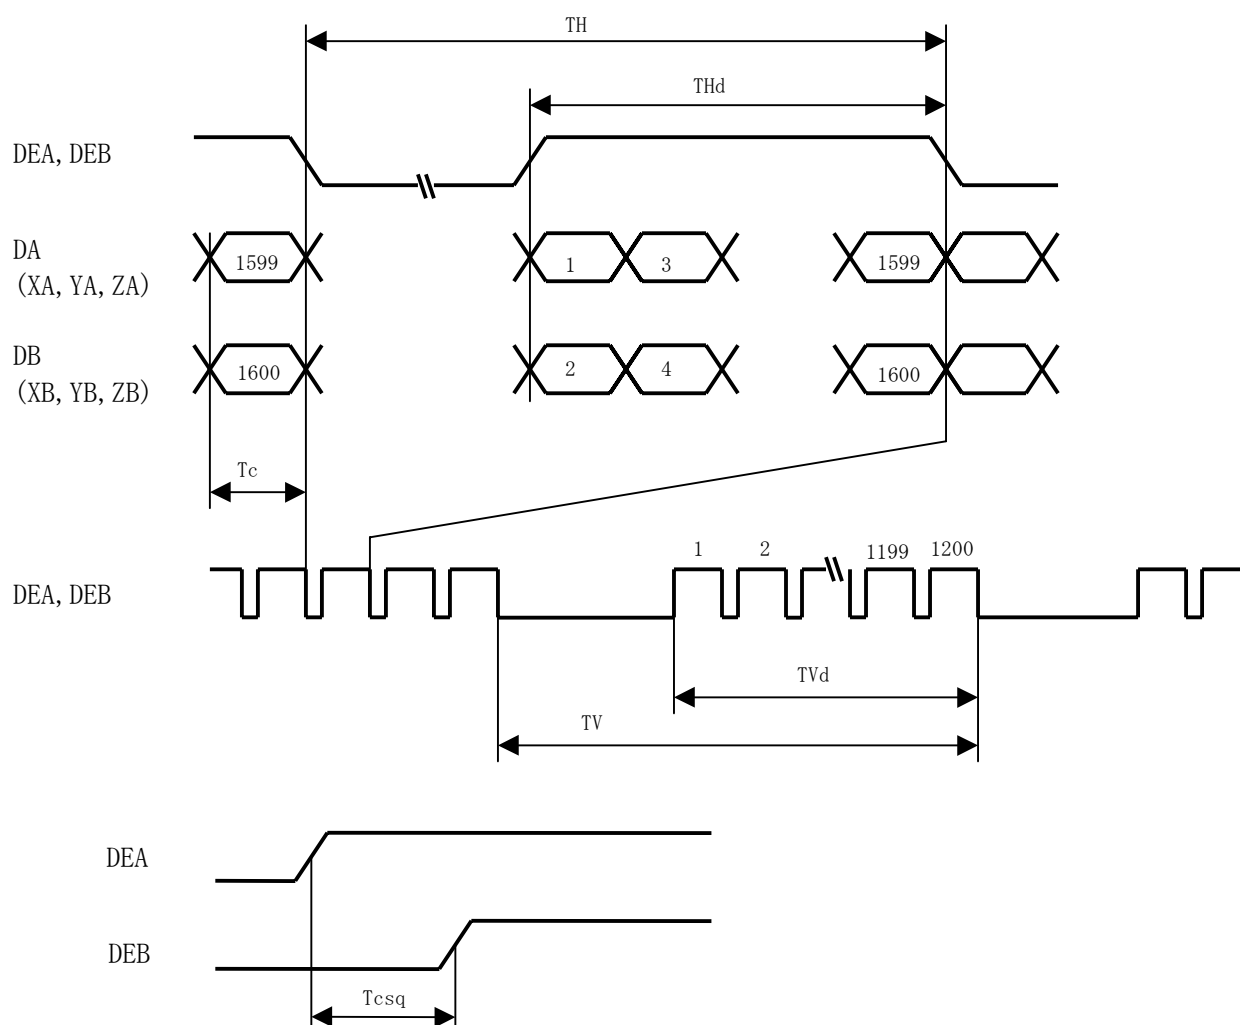 TH
THd
DEA, DEB
DA
(XA, YA, ZA)
1599
1
3
1599
DB
(XB, YB, ZB)
1600
2
4
1600
Tc
DEA, DEB
1
2
1199
1200
TVd
TV
DEA
DEB
Tcsq